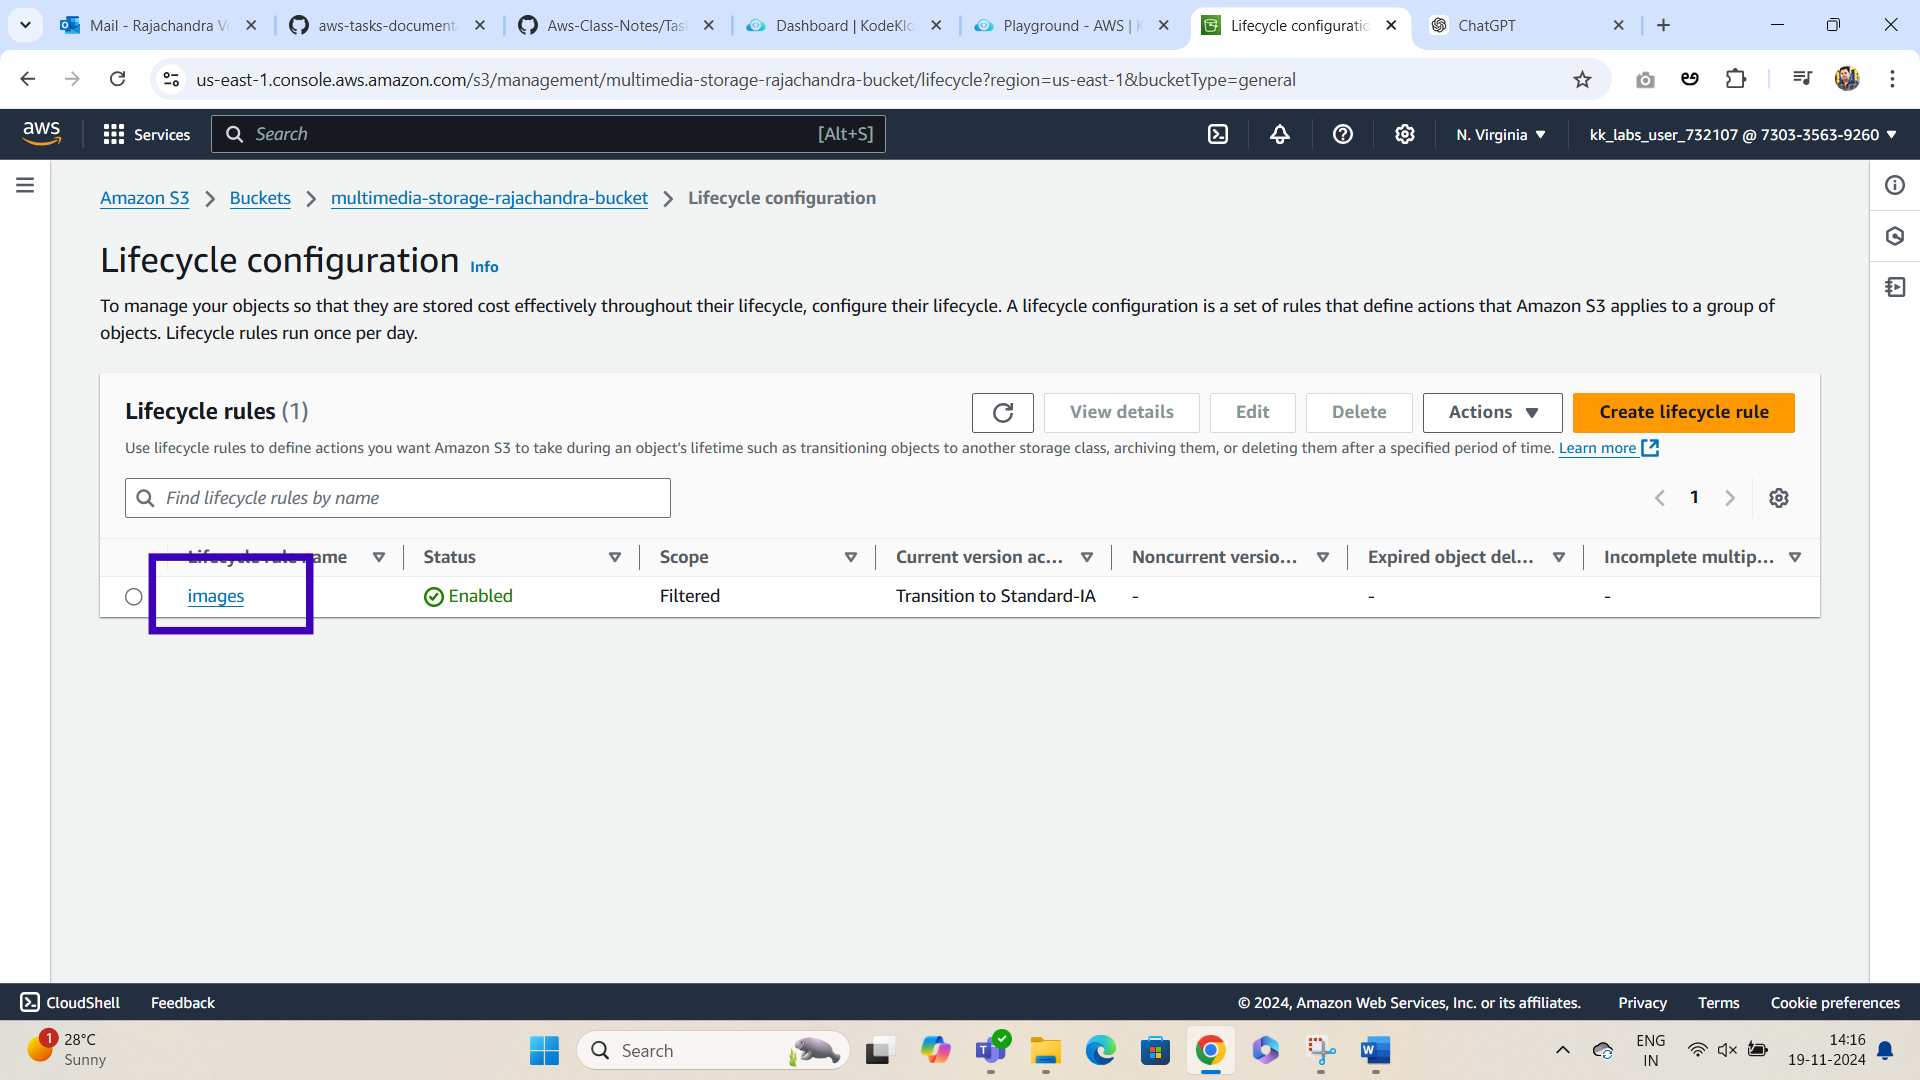 Mail - Rajachandra Vo
aws-tasks-documenta
Aws-Class-Notes/Task
Dashboard | KodeKlo
Playground - AWS | K
Lifecycle configuratio
ChatGPT
us-east-1.console.aws.amazon.com/s3/management/multimedia-storage-rajachandra-bucket/lifecycle?region=us-east-1&bucketType=general
aws
Services
Search
[Alt+S]
N. Virginia
kk_labs_user_732107 @ 7303-3563-9260
Amazon S3
Buckets
multimedia-storage-rajachandra-bucket
Lifecycle configuration
Lifecycle configuration Info
To manage your objects so that they are stored cost effectively throughout their lifecycle, configure their lifecycle. A lifecycle configuration is a set of rules that define actions that Amazon S3 applies to a group of
objects. Lifecycle rules run once per day.
Lifecycle rules (1)
View details
Edit
Delete
Actions
Create lifecycle rule
Use lifecycle rules to define actions you want Amazon S3 to take during an object's lifetime such as transitioning objects to another storage class, archiving them, or deleting them after a specified period of time. Learn more
Find lifecycle rules by name
1
Lifecycle rule name
Status
Scope
Current version ac...
Noncurrent versio...
Expired object del...
Incomplete multip...
images
Enabled
Filtered
Transition to Standard-IA
-
-
-
CloudShell
Feedback
© 2024, Amazon Web Services, Inc. or its affiliates.
Privacy
Terms
Cookie preferences
1
28°C
Sunny
Search
ENG
IN
14:16
19-11-2024